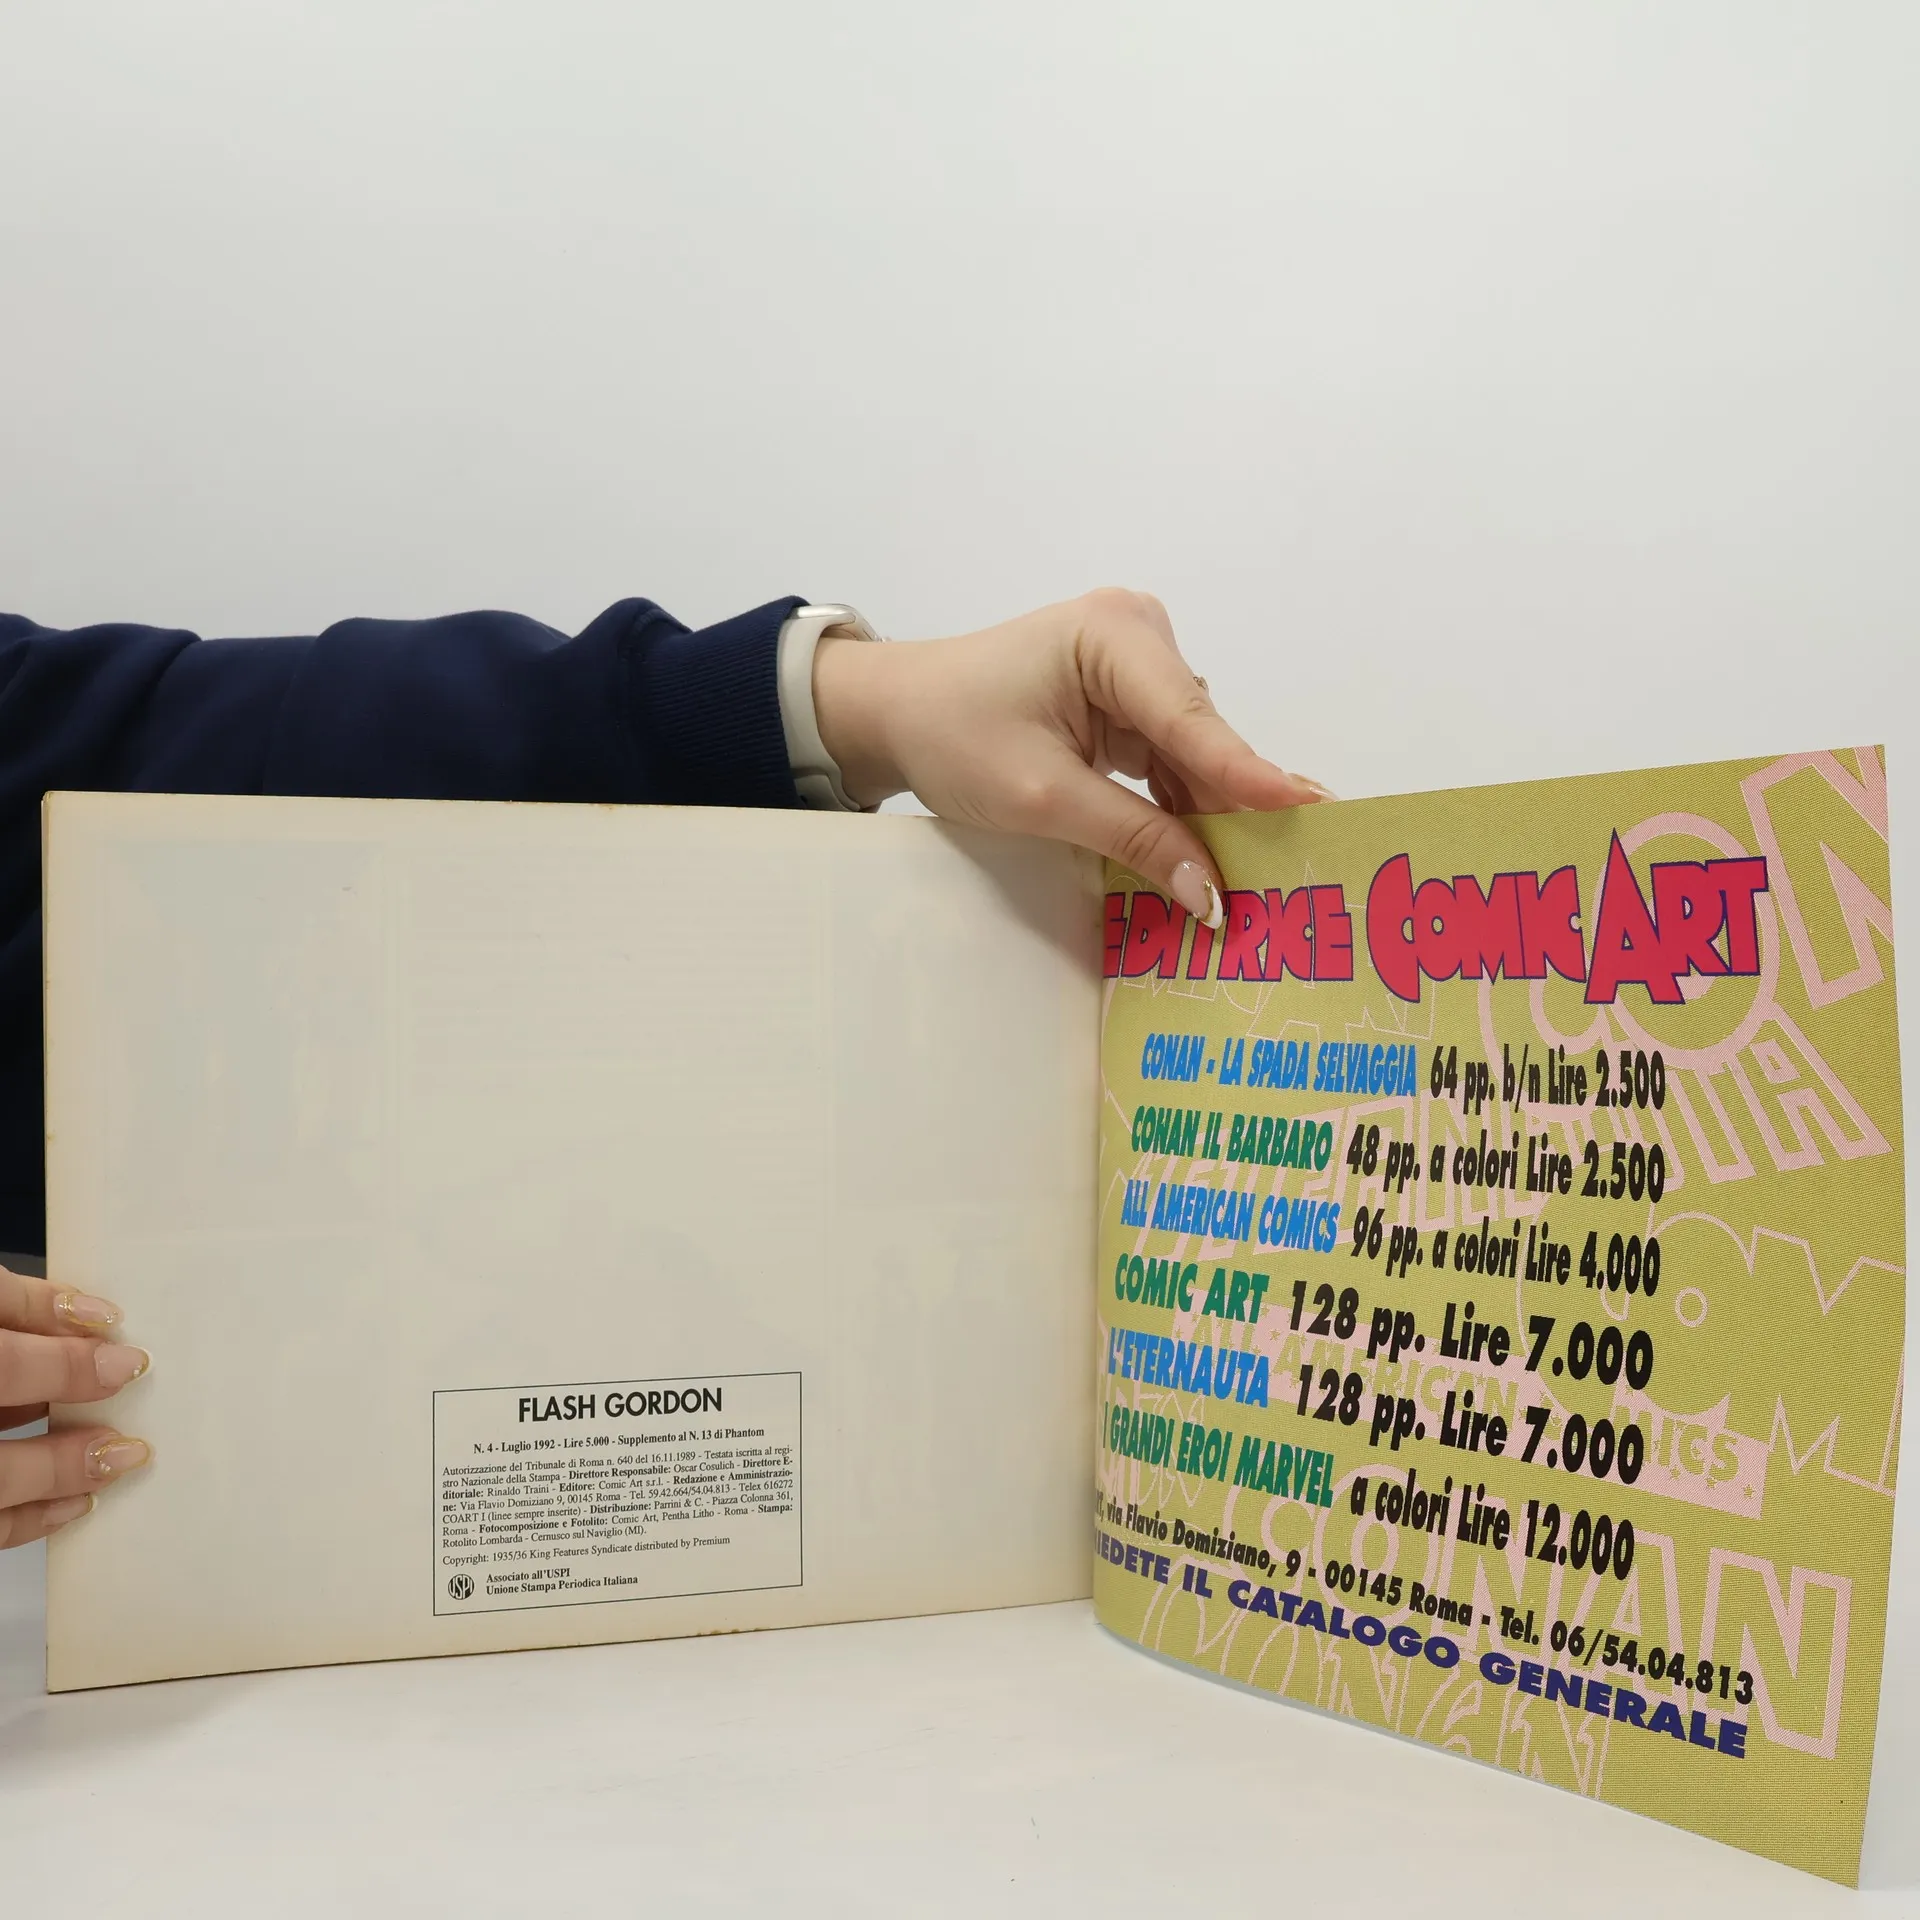 FLASH GORDON
N. 4 - Luglio 1992 - Lire 5.000 - Supplemento al N. 13 di Phantom
Autorizzazione del Tribunale di Roma n. 640 del 16.11.1989 - Testata iscritta al regi-
stro Nazionale della Stampa - Direttore Responsabile: Oscar Cosulich - Direttore E-
ditoriale: Rinaldo Traini - Editore: Comic Art s.r.l. - Redazione e Amministrazio-
ne: Via Flavio Domiziano 9, 00145 Roma - Tel. 59.42.664/54.04.813 - Telex 616272
COART I (linee sempre inserite) - Distribuzione: Parrini & C. - Piazza Colonna 361,
Roma - Fotocomposizione e Fotolito: Comic Art, Pentha Litho - Roma - Stampa:
Rotolito Lombarda - Cernusco sul Naviglio (MI).
Copyright: 1935/36 King Features Syndicate distributed by Premium
USPI
Associato all'USPI
Unione Stampa Periodica Italiana
EDITRICE COMIC ART
CONAN - LA SPADA SELVAGGIA 64 pp. b/n Lire 2.500
CONAN IL BARBARO 48 pp. a colori Lire 2.500
ALL AMERICAN COMICS 96 pp. a colori Lire 4.000
COMIC ART 128 pp. Lire 7.000
L'ETERNAUTA 128 pp. Lire 7.000
I GRANDI EROI MARVEL a colori Lire 12.000
via Flavio Domiziano, 9 - 00145 Roma - Tel. 06/54.04.813
IEDETE IL CATALOGO GENERALE